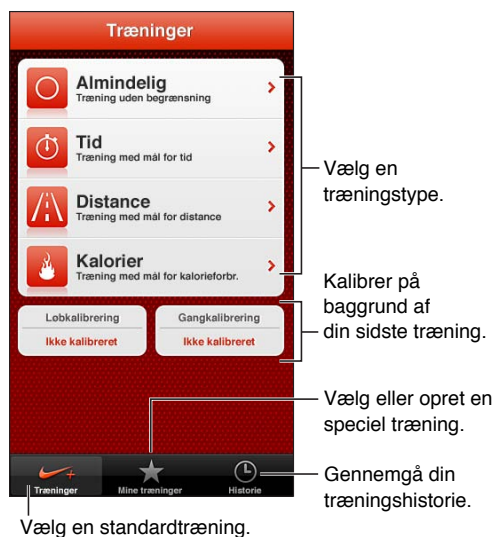 Træninger
Almindelig
Træning uden begrænsning
Tid
Træning med mål for tid
Distance
Træning med mål for distance
Kalorier
Træning med mål for kalorieforbr.
Vælg en
træningstype.
Løbkalibrering
Ikke kalibreret
Gangkalibrering
Ikke kalibreret
Kalibrer på
baggrund af
din sidste træning.
Vælg eller opret en
speciel træning.
Træninger
Mine træninger
Historie
Gennemgå din
træningshistorie.
Vælg en standardtræning.